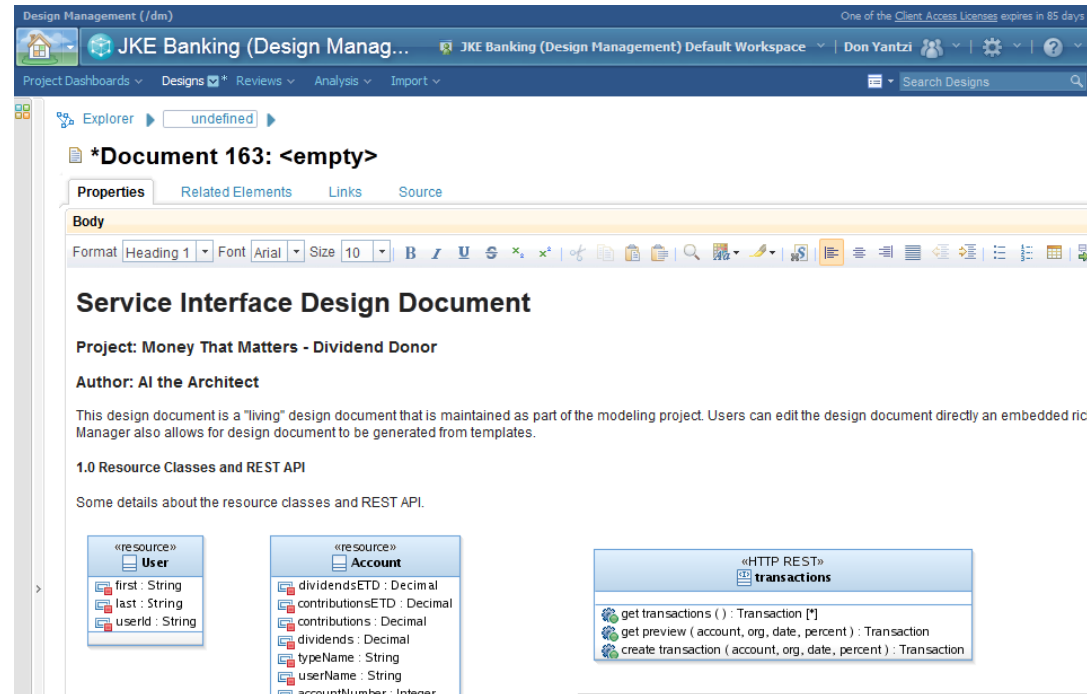 Design Management (/dm)
One of the Client Access Licenses expires in 85 days
JKE Banking (Design Manag...
JKE Banking (Design Management) Default Workspace
Don Yantzi
Project Dashboards
Designs
*
Reviews
Analysis
Import
Search Designs
Explorer
undefined
*Document 163: <empty>
Properties
Related Elements
Links
Source
Body
Format Heading 1 Font Arial Size 10 B I U S x₂ x²
Service Interface Design Document
Project: Money That Matters - Dividend Donor
Author: Al the Architect
This design document is a "living" design document that is maintained as part of the modeling project. Users can edit the design document directly an embedded ric
Manager also allows for design document to be generated from templates.
1.0 Resource Classes and REST API
Some details about the resource classes and REST API.
«resource»
User
first : String
last : String
userId : String
«resource»
Account
dividendsETD : Decimal
contributionsETD : Decimal
contributions : Decimal
dividends : Decimal
typeName : String
userName : String
accountNumber : Integer
«HTTP REST»
transactions
get transactions ( ) : Transaction [*]
get preview ( account, org, date, percent ) : Transaction
create transaction ( account, org, date, percent ) : Transaction